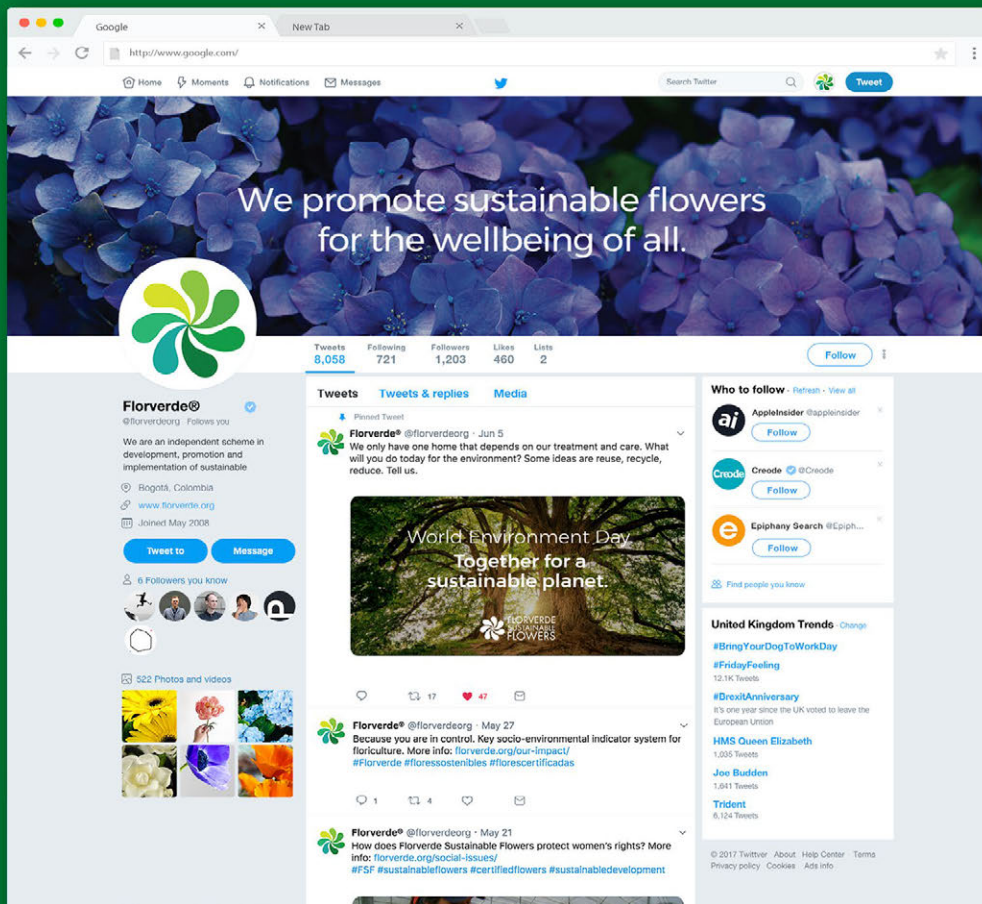 Google
New Tab
http://www.google.com/
Home Moments Notifications Messages
Search Twitter
Tweet
We promote sustainable flowers
for the wellbeing of all.
Tweets Following Followers Likes Lists
8,058 721 1,203 460 2
Follow
Florverde®
@florverdeorg Follows you
We are an independent scheme in
development, promotion and
implementation of sustainable
Bogotá, Colombia
www.florverde.org
Joined May 2008
Tweet to
Message
6 Followers you know
522 Photos and videos
Tweets Tweets & replies Media
Pinned Tweet
Florverde® @florverdeorg · Jun 5
We only have one home that depends on our treatment and care. What
will you do today for the environment? Some ideas are reuse, recycle,
reduce. Tell us.
World Environment Day
Together for a
sustainable planet.
FLORVERDE
SUSTAINABLE
FLOWERS
17 47
Florverde® @florverdeorg · May 27
Because you are in control. Key socio-environmental indicator system for
floriculture. More info: florverde.org/our-impact/
#Florverde #floressostenibles #florescertificadas
1 4
Florverde® @florverdeorg · May 21
How does Florverde Sustainable Flowers protect women's rights? More
info: florverde.org/social-issues/
#FSF #sustainableflowers #certifiedflowers #sustainabledevelopment
Who to follow · Refresh · View all
ai
AppleInsider @appleinsider
Follow
Creode
Creode @Creode
Follow
e
Epiphany Search @Epiph...
Follow
Find people you know
United Kingdom Trends · Change
#BringYourDogToWorkDay
#FridayFeeling
12.1K Tweets
#BrexitAnniversary
It's one year since the UK voted to leave the
European Union
HMS Queen Elizabeth
1,035 Tweets
Joe Budden
1,641 Tweets
Trident
6,124 Tweets
© 2017 Twittver About Help Center Terms
Privacy policy Cookies Ads info